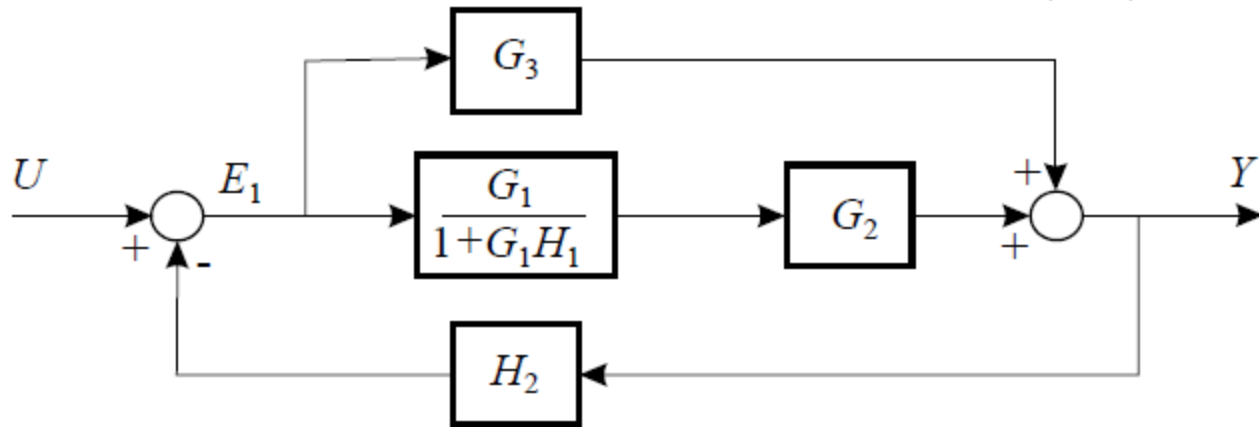 G₃
U
E₁
G₁
1+G₁H₁
G₂
Y
+
+
+
-
H₂